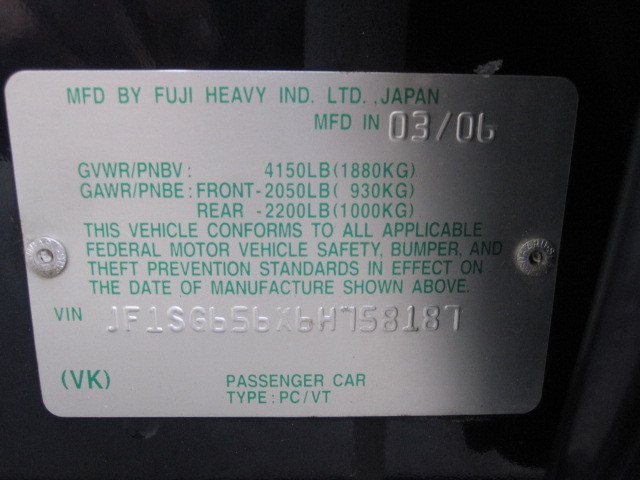 MFD BY FUJI HEAVY IND. LTD., JAPAN
MFD IN 03/06
GVWR/PNBV: 4150LB(1880KG)
GAWR/PNBE: FRONT-2050LB( 930KG)
REAR -2200LB(1000KG)
THIS VEHICLE CONFORMS TO ALL APPLICABLE
FEDERAL MOTOR VEHICLE SAFETY, BUMPER, AND
THEFT PREVENTION STANDARDS IN EFFECT ON
THE DATE OF MANUFACTURE SHOWN ABOVE.
VIN JF1SG656X6H758187
(VK) PASSENGER CAR
TYPE: PC/VT